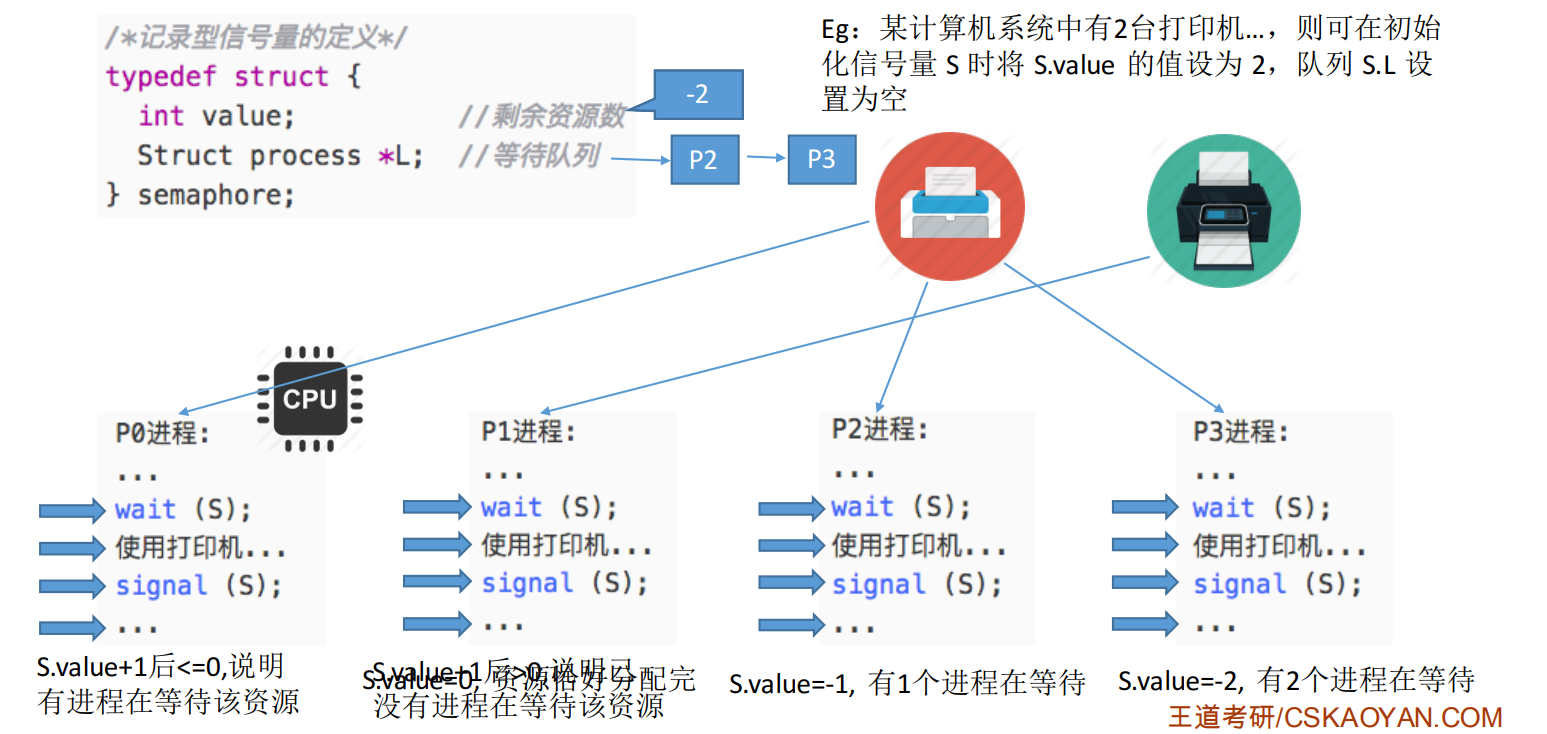 /*记录型信号量的定义*/
typedef struct {
int value; //剩余资源数
Struct process *L; //等待队列
} semaphore;
-2
P2
P3
Eg：某计算机系统中有2台打印机…，则可在初始
化信号量 S 时将 S.value 的值设为 2，队列 S.L 设
置为空
CPU
P0进程:
...
wait (S);
使用打印机...
signal (S);
...
S.value+1后<=0,说明
有进程在等待该资源
P1进程:
...
wait (S);
使用打印机...
signal (S);
...
S.value+1后>0,说明已
没有进程在等待该资源
S.value=0, 资源恰好分配完
P2进程:
...
wait (S);
使用打印机...
signal (S);
...
S.value=-1, 有1个进程在等待
P3进程:
...
wait (S);
使用打印机...
signal (S);
...
S.value=-2, 有2个进程在等待
王道考研/CSKAOYAN.COM